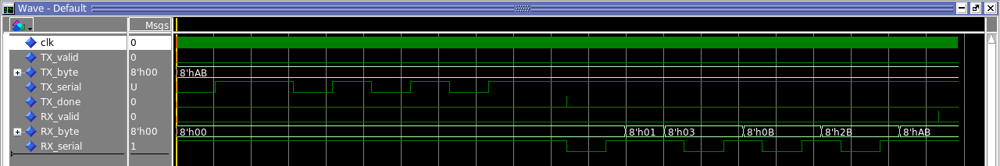 Wave - Default
Msgs
clk 0
TX_valid 0
TX_byte 8'h00 8'hAB
TX_serial U
TX_done 0
RX_valid 0
RX_byte 8'h00 8'h00 8'h01 8'h03 8'h0B 8'h2B 8'hAB
RX_serial 1